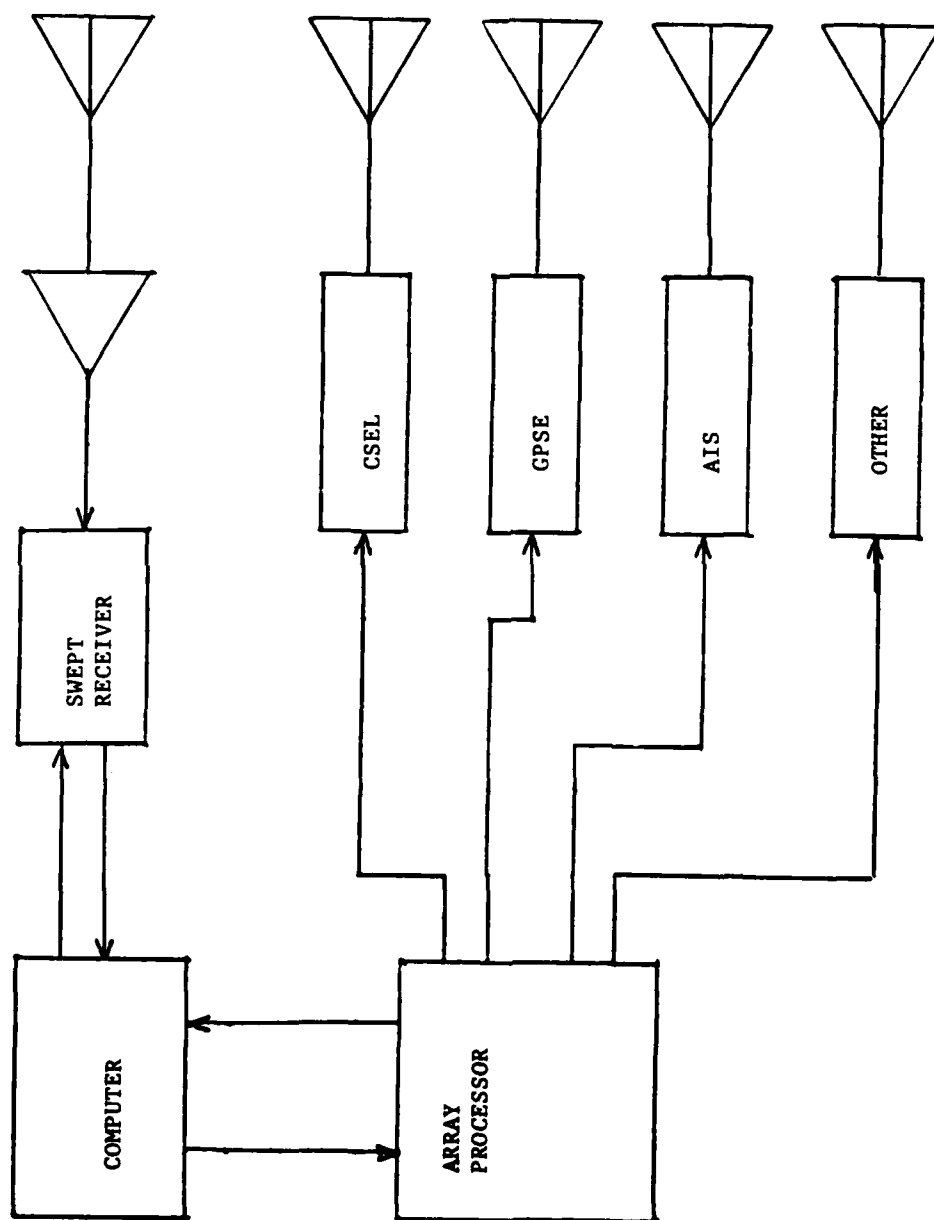 SWEPT
RECEIVER
CSEL
GPSE
AIS
OTHER
COMPUTER
ARRAY
PROCESSOR